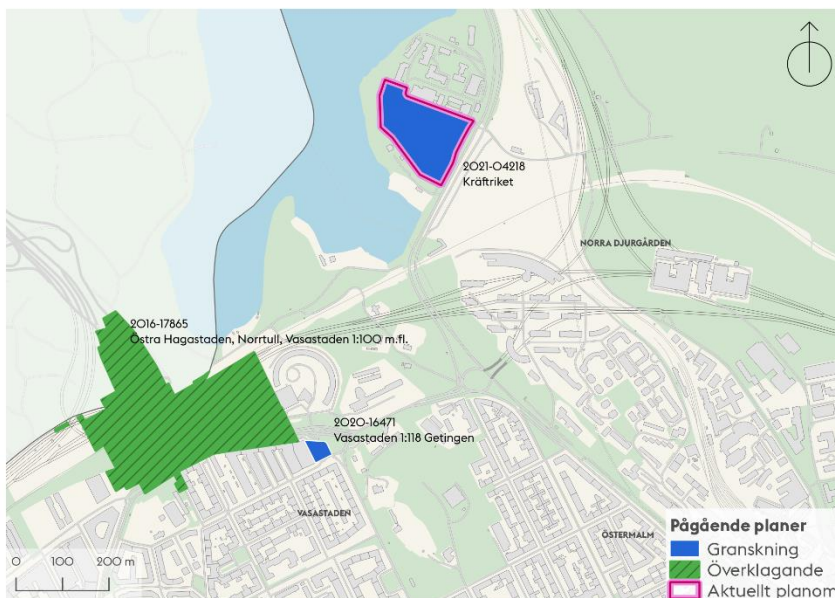 2021-04218
Kräftriket
NORRA DJURGÅRDEN
2016-17865
Östra Hagastaden, Norrtull, Vasastaden 1:100 m.fl.
2020-16471
Vasastaden 1:118 Getingen
VASASTADEN
ÖSTERMALM
0 100 200 m
Pågående planer
Granskning
Överklagande
Aktuellt planom